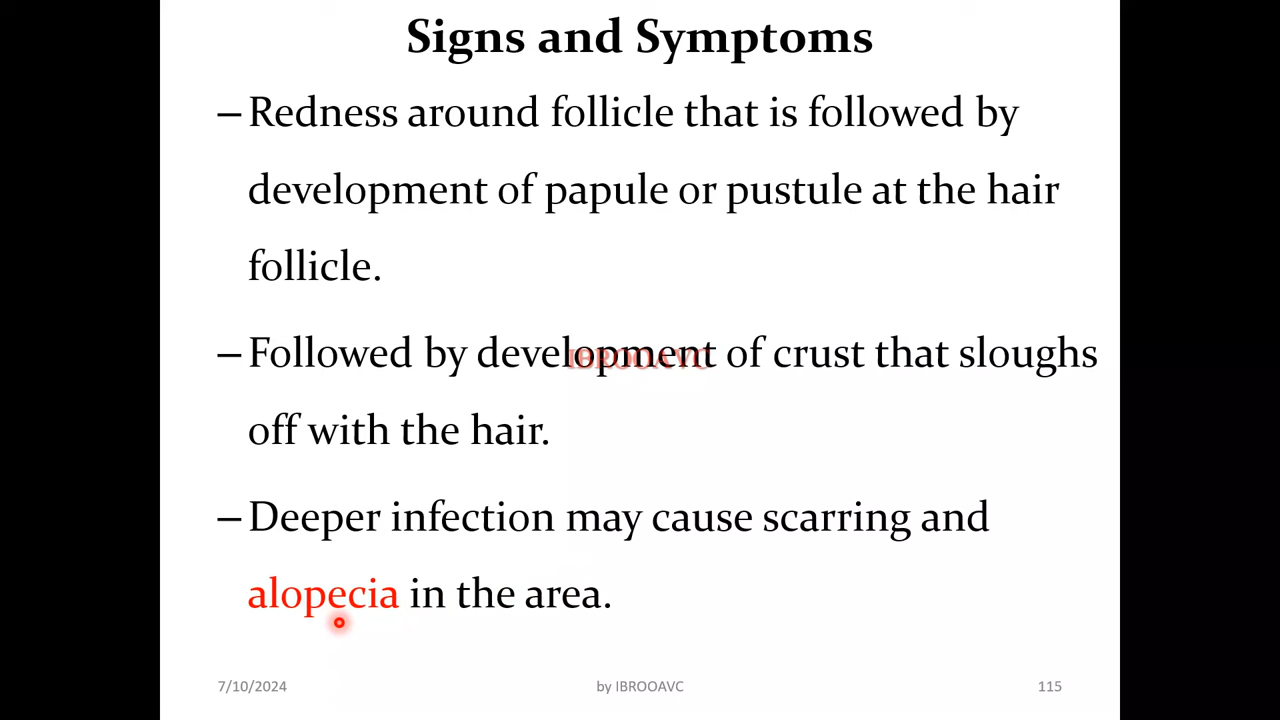 Signs and Symptoms
– Redness around follicle that is followed by
development of papule or pustule at the hair
follicle.
– Followed by development of crust that sloughs
off with the hair.
IBROOAVC
– Deeper infection may cause scarring and
alopecia in the area.
7/10/2024 by IBROOAVC 115